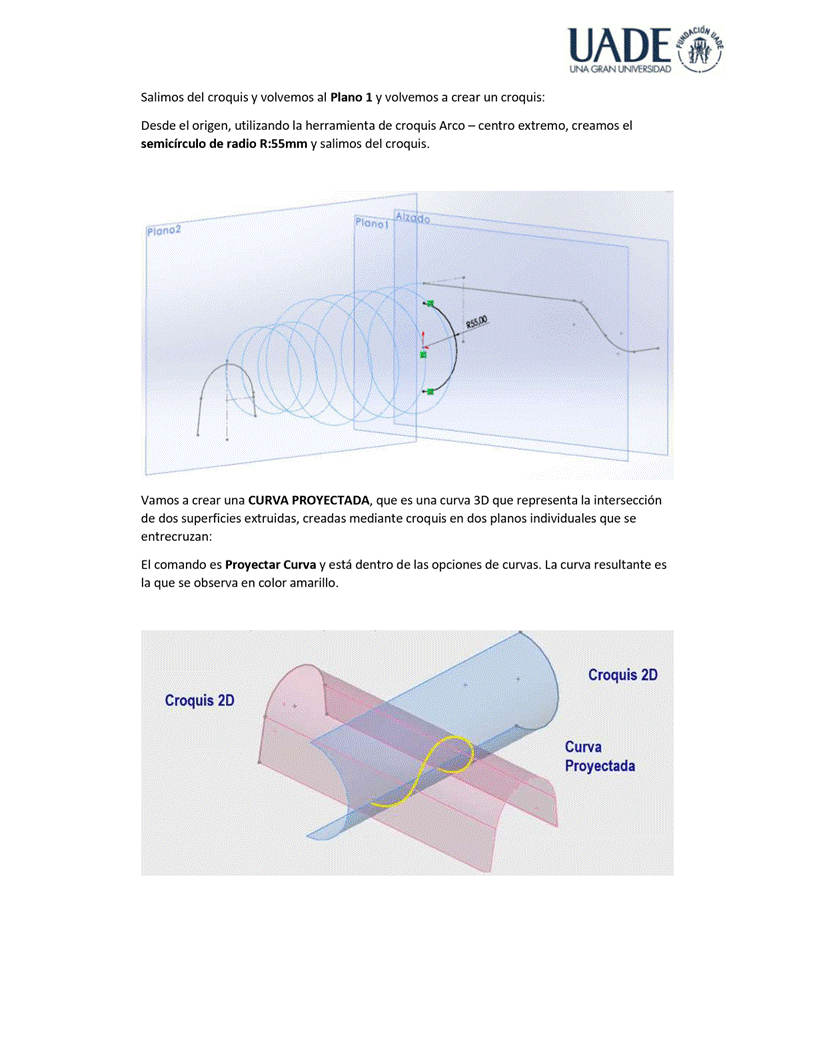 UADE
UNA GRAN UNIVERSIDAD
FUNDACIÓN UADE
Salimos del croquis y volvemos al Plano 1 y volvemos a crear un croquis:
Desde el origen, utilizando la herramienta de croquis Arco – centro extremo, creamos el
semicírculo de radio R:55mm y salimos del croquis.
Plano2
Plano1
Alzado
R55,00
Vamos a crear una CURVA PROYECTADA, que es una curva 3D que representa la intersección
de dos superficies extruidas, creadas mediante croquis en dos planos individuales que se
entrecruzan:
El comando es Proyectar Curva y está dentro de las opciones de curvas. La curva resultante es
la que se observa en color amarillo.
Croquis 2D
Croquis 2D
Curva
Proyectada